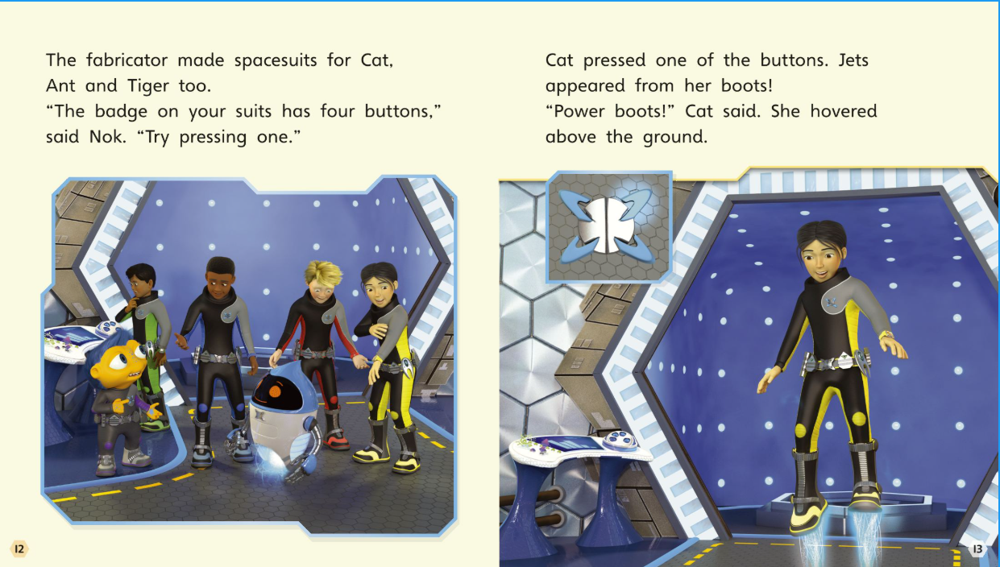 The fabricator made spacesuits for Cat,
Ant and Tiger too.
“The badge on your suits has four buttons,”
said Nok. “Try pressing one.”
12
Cat pressed one of the buttons. Jets
appeared from her boots!
“Power boots!” Cat said. She hovered
above the ground.
13